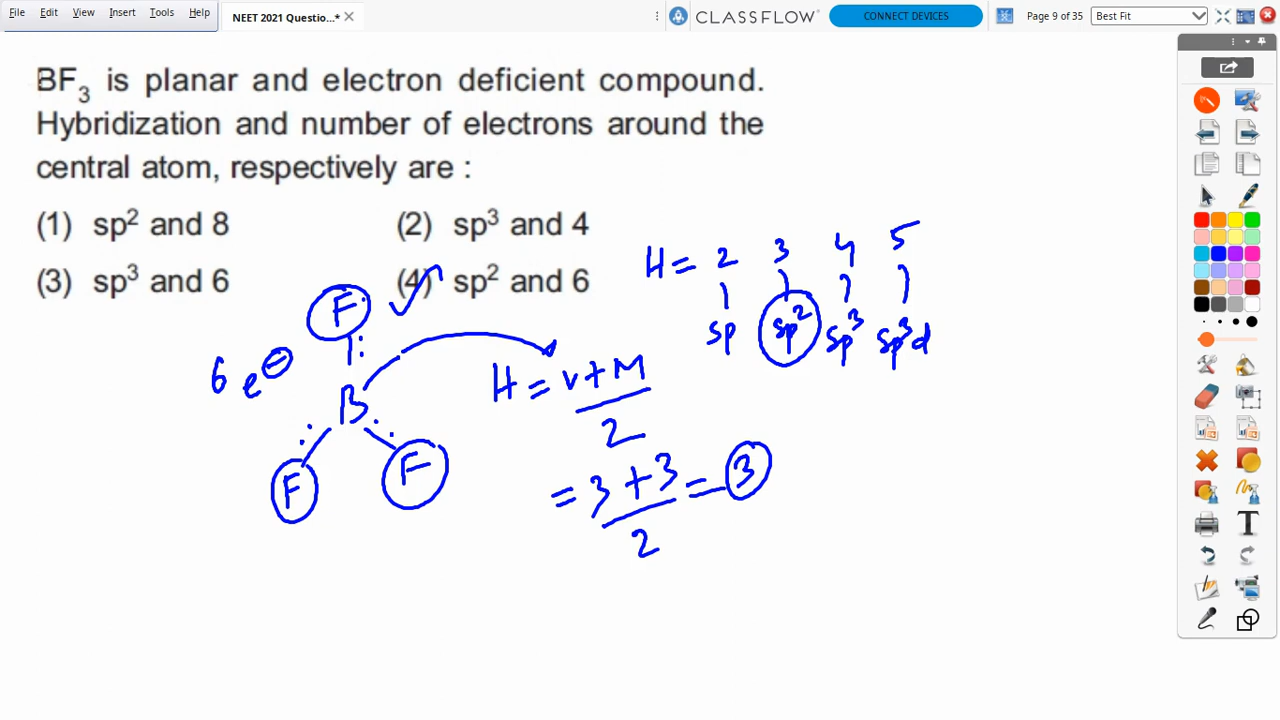 File Edit View Insert Tools Help
NEET 2021 Questio...*
CLASSFLOW
CONNECT DEVICES
Page 9 of 35
Best Fit
BF3 is planar and electron deficient compound.
Hybridization and number of electrons around the
central atom, respectively are :
(1) sp2 and 8
(2) sp3 and 4
(3) sp3 and 6
(4) sp2 and 6
H = 2 3 4 5
sp sp2 sp3 sp3d
F
6 e⊖
B
F F
H = V+M
2
= 3+3 = 3
2
T